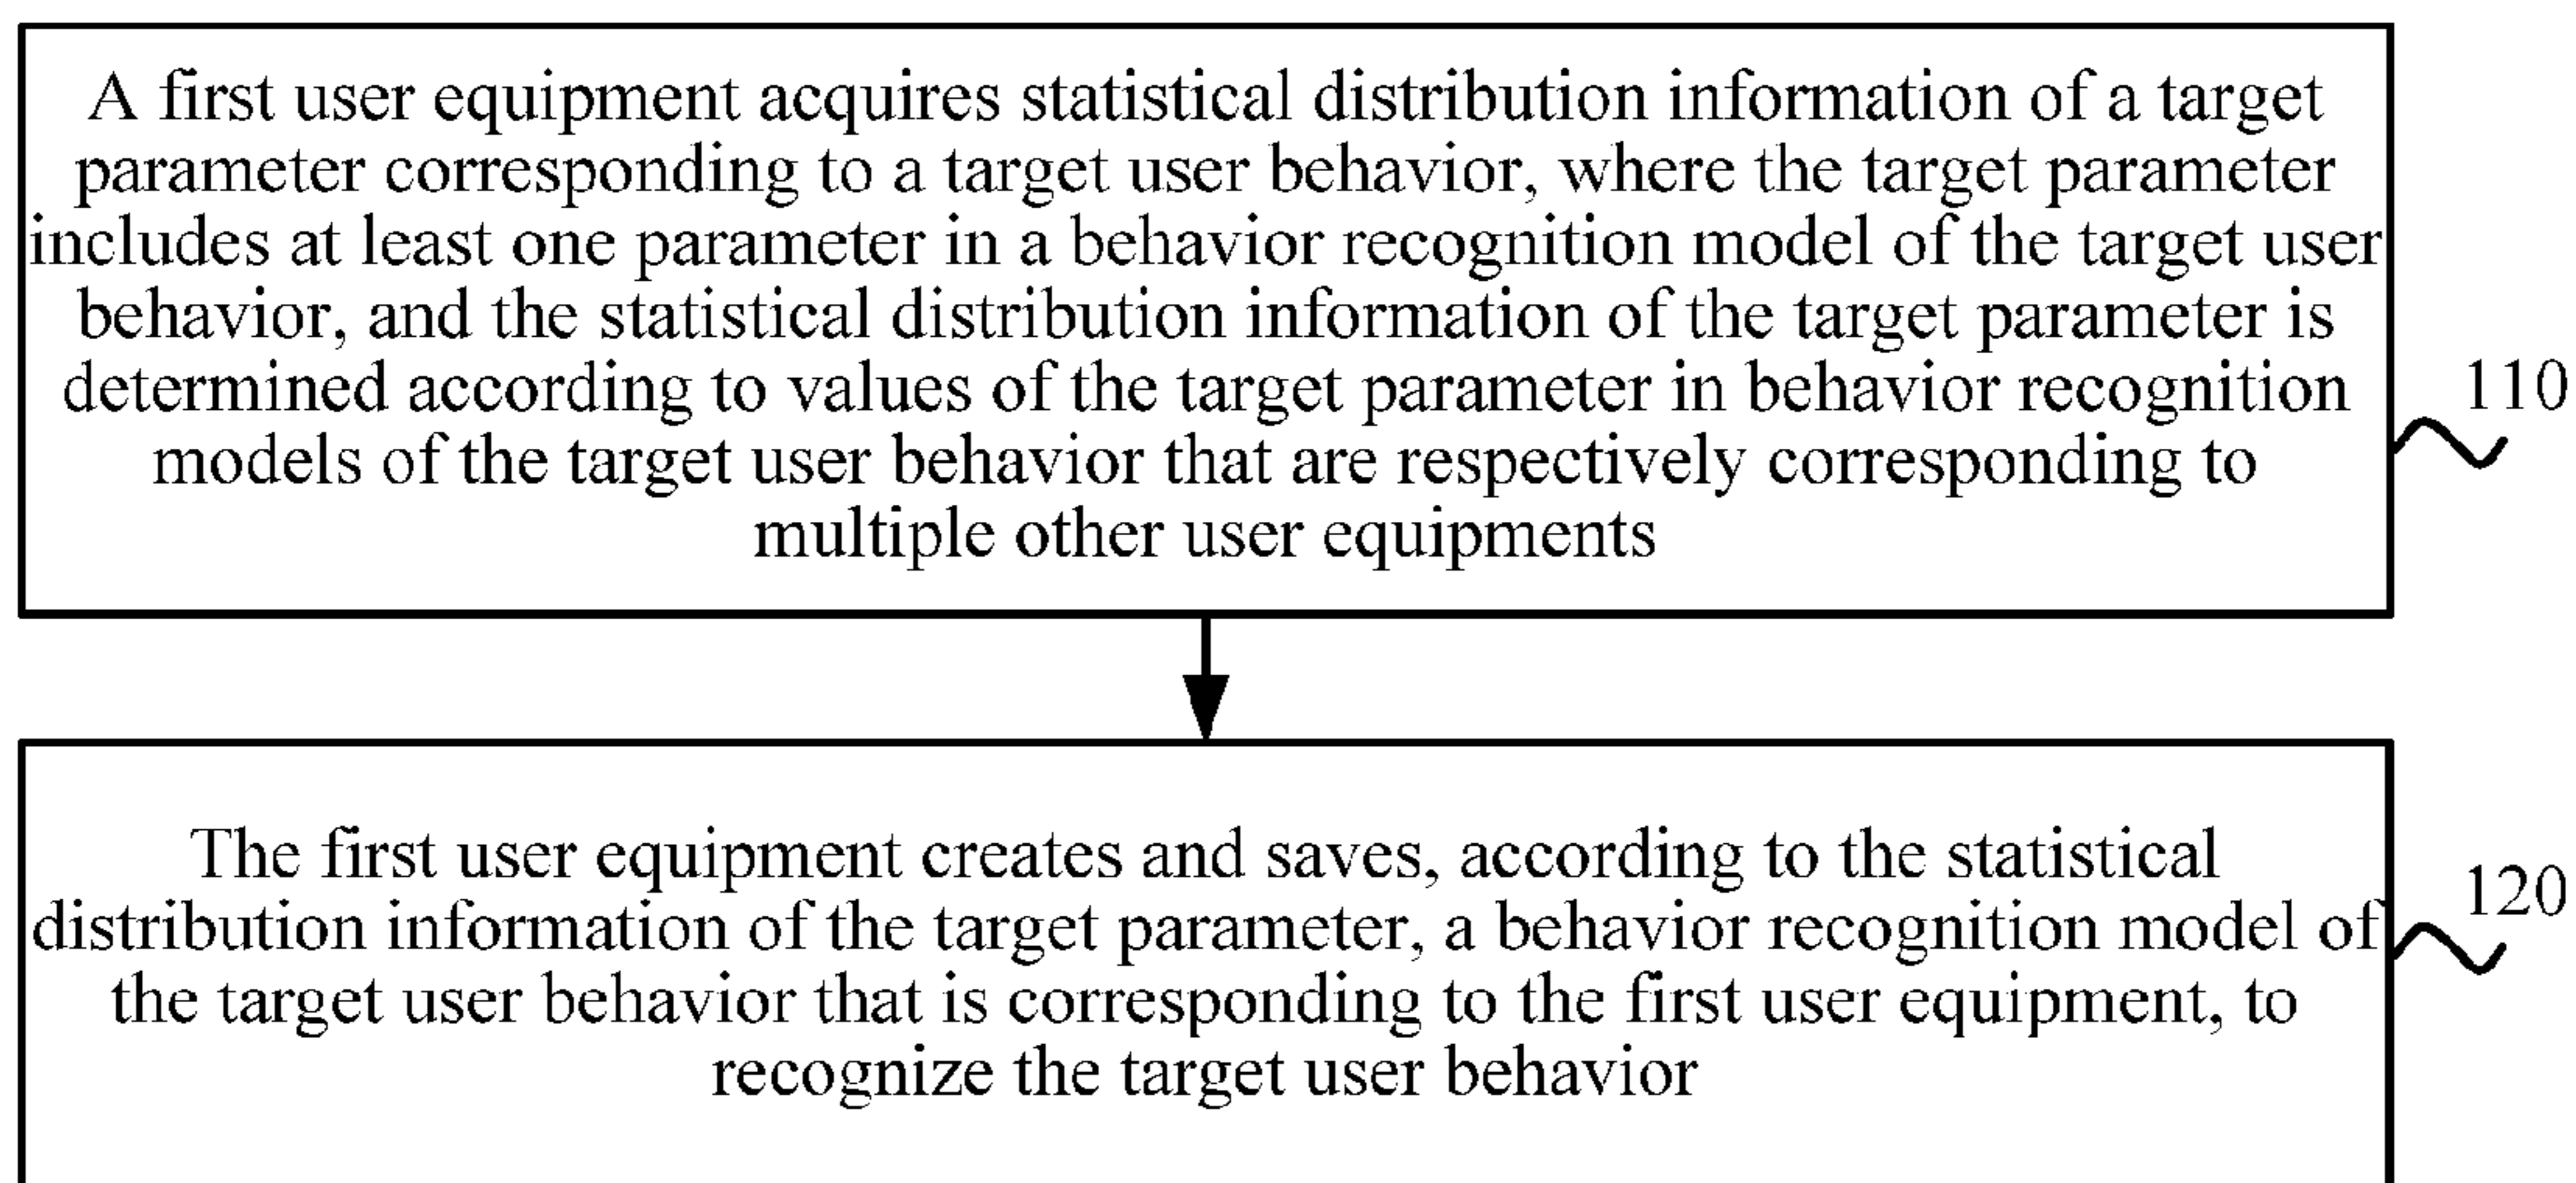 A first user equipment acquires statistical distribution information of a target
parameter corresponding to a target user behavior, where the target parameter
includes at least one parameter in a behavior recognition model of the target user
behavior, and the statistical distribution information of the target parameter is
determined according to values of the target parameter in behavior recognition
models of the target user behavior that are respectively corresponding to
multiple other user equipments
110
The first user equipment creates and saves, according to the statistical
distribution information of the target parameter, a behavior recognition model of
the target user behavior that is corresponding to the first user equipment, to
recognize the target user behavior
120